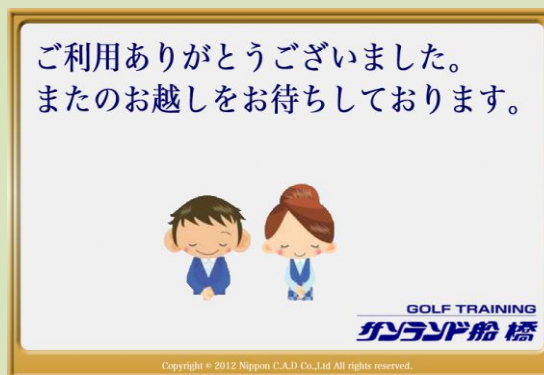 ご利用ありがとうございました。
またのお越しをお待ちしております。
GOLF TRAINING
サンランド船橋
Copyright © 2012 Nippon C.A.D Co.,Ltd All rights reserved.